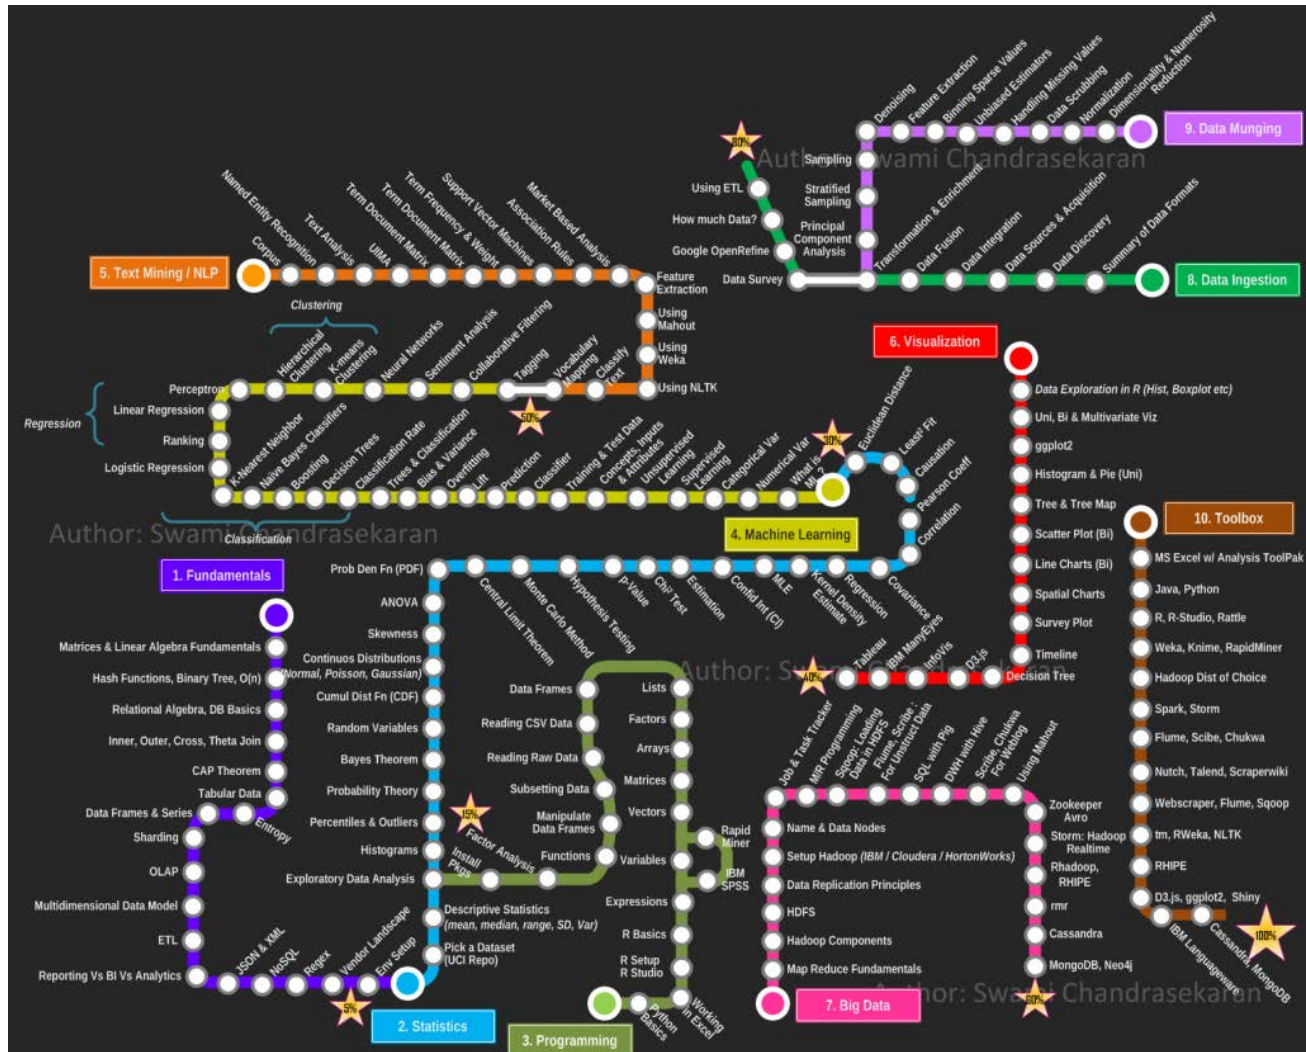 Dimensionality & Numerosity
Reduction
Normalization
Data Scrubbing
Handling Missing Values
Unbiased Estimators
Binning Sparse Values
Feature Extraction
Denoising
9. Data Munging
80%
Author: Swami Chandrasekaran
Sampling
Using ETL
Stratified
Sampling
How much Data?
Principal
Component
Analysis
Google OpenRefine
Data Survey
Transformation & Enrichment
Data Fusion
Data Integration
Data Sources & Acquisition
Data Discovery
Summary of Data Formats
8. Data Ingestion
5. Text Mining / NLP
Corpus
Named Entity Recognition
Text Analysis
UIMA
Term Document Matrix
Term Document Matrix
Term Frequency & Weight
Support Vector Machines
Association Rules
Market Based Analysis
Feature
Extraction
Using
Mahout
Using
Weka
Using NLTK
Classify
Text
Vocabulary
Mapping
Tagging
50%
Collaborative Filtering
Sentiment Analysis
Neural Networks
K-means
Clustering
Hierarchical
Clustering
Clustering
Perceptron
Linear Regression
Regression
Ranking
Logistic Regression
K-Nearest Neighbor
Naive Bayes Classifiers
Boosting
Decision Trees
Classification Rate
Trees & Classification
Bias & Variance
Overfitting
Lift
Prediction
Classifier
Training & Test Data
Concepts, Inputs
& Attributes
Unsupervised
Learning
Supervised
Learning
Categorical Var
Numerical Var
What is
ML?
30%
4. Machine Learning
Author: Swami Chandrasekaran
Classification
Euclidean Distance
Least² Fit
Causation
Pearson Coeff
Correlation
Covariance
Regression
Kernel Density
Estimate
MLE
Confid Int (CI)
Estimation
Chi² Test
p-Value
Hypothesis Testing
Monte Carlo Method
Central Limit Theorem
Prob Den Fn (PDF)
ANOVA
Skewness
Continuos Distributions
(Normal, Poisson, Gaussian)
Cumul Dist Fn (CDF)
Random Variables
Bayes Theorem
Probability Theory
Percentiles & Outliers
Histograms
Exploratory Data Analysis
Descriptive Statistics
(mean, median, range, SD, Var)
Pick a Dataset
(UCI Repo)
2. Statistics
1. Fundamentals
Matrices & Linear Algebra Fundamentals
Hash Functions, Binary Tree, O(n)
Relational Algebra, DB Basics
Inner, Outer, Cross, Theta Join
CAP Theorem
Tabular Data
Entropy
Data Frames & Series
Sharding
OLAP
Multidimensional Data Model
ETL
Reporting Vs BI Vs Analytics
JSON & XML
NoSQL
Regex
Vendor Landscape
Env Setup
5%
15%
Install
Pkgs
Factor Analysis
Functions
Manipulate
Data Frames
Subsetting Data
Reading Raw Data
Reading CSV Data
Data Frames
Lists
Factors
Arrays
Matrices
Vectors
Rapid
Miner
Variables
IBM
SPSS
Expressions
R Basics
R Setup
R Studio
Working
in Excel
Python
Basics
3. Programming
6. Visualization
Data Exploration in R (Hist, Boxplot etc)
Uni, Bi & Multivariate Viz
ggplot2
Histogram & Pie (Uni)
Tree & Tree Map
Scatter Plot (Bi)
Line Charts (Bi)
Spatial Charts
Survey Plot
Timeline
Decision Tree
D3.js
InfoVis
IBM ManyEyes
Tableau
40%
Author: Swami Chandrasekaran
7. Big Data
Map Reduce Fundamentals
Hadoop Components
HDFS
Data Replication Principles
Setup Hadoop (IBM / Cloudera / HortonWorks)
Name & Data Nodes
Job & Task Tracker
M/R Programming
Sqoop: Loading
Data in HDFS
Flume, Scribe :
For Unstruct Data
SQL with Pig
DWH with Hive
Scribe, Chukwa
For Weblog
Using Mahout
Zookeeper
Avro
Storm: Hadoop
Realtime
Rhadoop,
RHIPE
rmr
Cassandra
MongoDB, Neo4j
60%
Author: Swami Chandrasekaran
10. Toolbox
MS Excel w/ Analysis ToolPak
Java, Python
R, R-Studio, Rattle
Weka, Knime, RapidMiner
Hadoop Dist of Choice
Spark, Storm
Flume, Scibe, Chukwa
Nutch, Talend, Scraperwiki
Webscraper, Flume, Sqoop
tm, RWeka, NLTK
RHIPE
D3.js, ggplot2, Shiny
IBM Languageware
Cassandra, MongoDB
100%